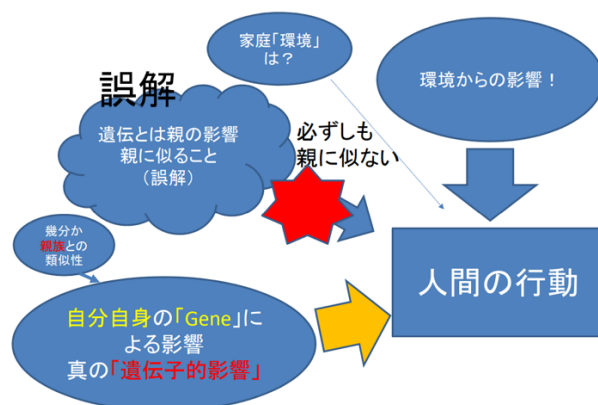 家庭「環境」
は？
環境からの影響！
誤解
遺伝とは親の影響
親に似ること
（誤解）
必ずしも
親に似ない
幾分か
親族との
類似性
人間の行動
自分自身の「Gene」に
よる影響
真の「遺伝子的影響」